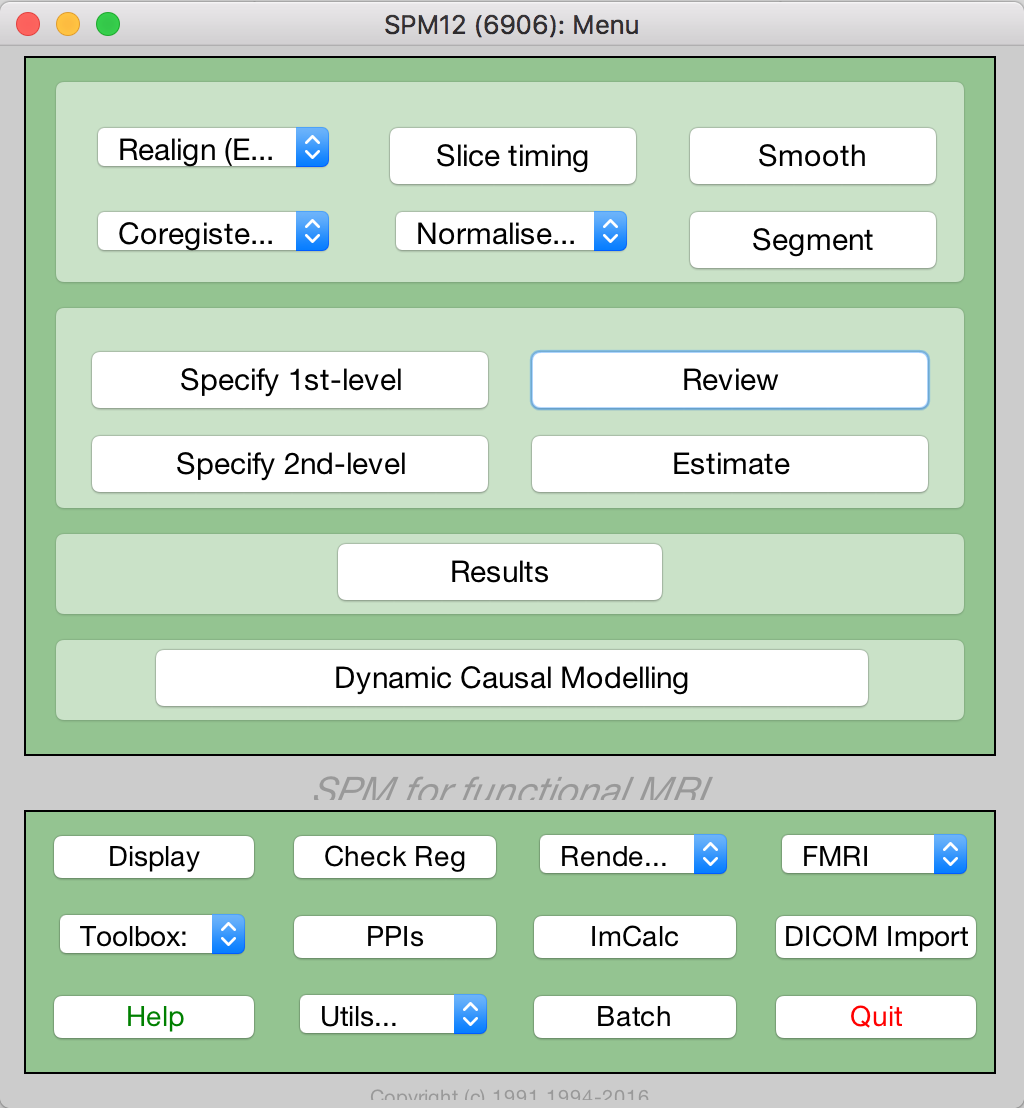 SPM12 (6906): Menu
Realign (E...
Slice timing
Smooth
Coregiste...
Normalise...
Segment
Specify 1st-level
Review
Specify 2nd-level
Estimate
Results
Dynamic Causal Modelling
SPM for functional MRI
Display
Check Reg
Rende...
FMRI
Toolbox:
PPIs
ImCalc
DICOM Import
Help
Utils...
Batch
Quit
Copyright (c) 1991,1994-2016